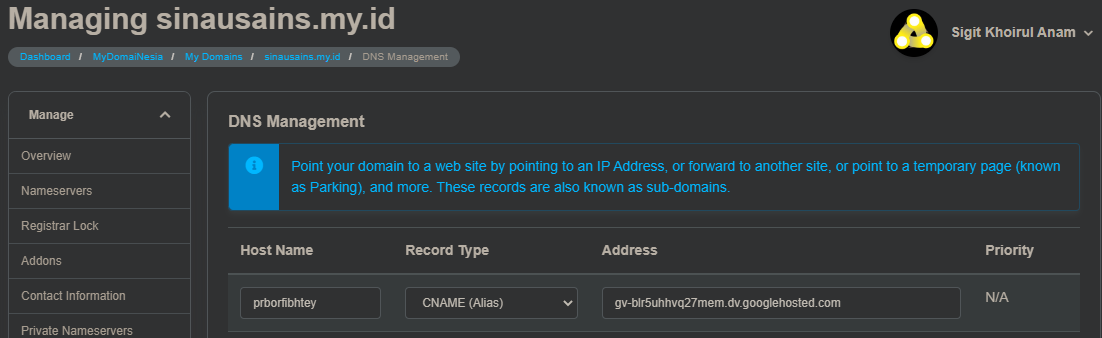 Managing sinausains.my.id
Sigit Khoirul Anam
Dashboard / MyDomaiNesia / My Domains / sinausains.my.id / DNS Management
Manage
Overview
Nameservers
Registrar Lock
Addons
Contact Information
Private Nameservers
DNS Management
Point your domain to a web site by pointing to an IP Address, or forward to another site, or point to a temporary page (known
as Parking), and more. These records are also known as sub-domains.
Host Name Record Type Address Priority
prborfibhtey CNAME (Alias) gv-blr5uhhvq27mem.dv.googlehosted.com N/A